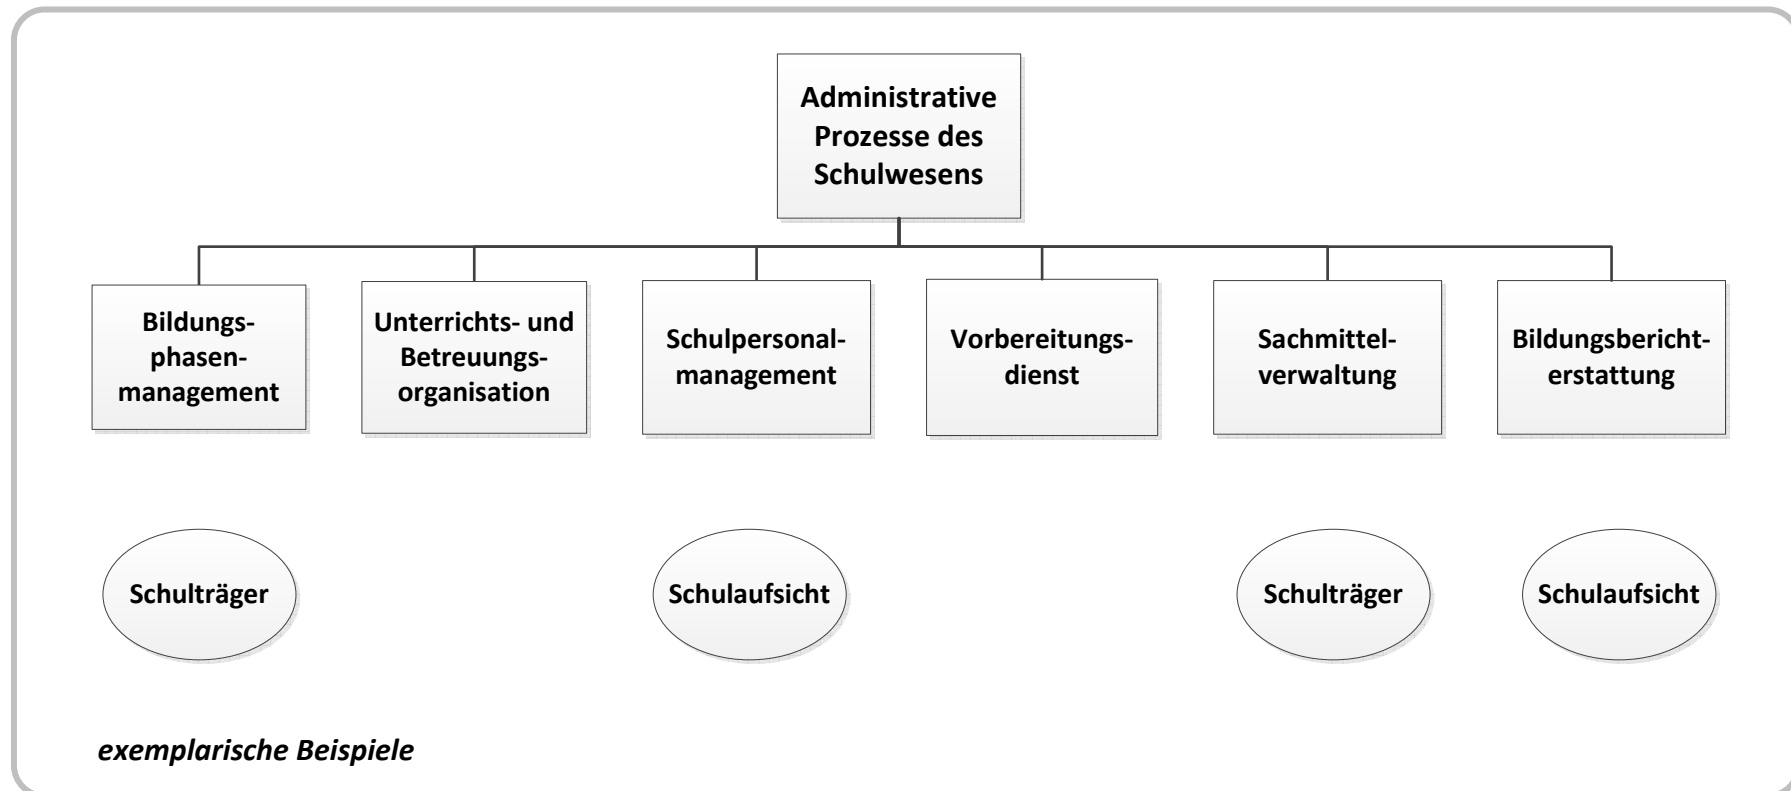 Administrative
Prozesse des
Schulwesens
Bildungs-
phasen-
management
Unterrichts- und
Betreuungs-
organisation
Schulpersonal-
management
Vorbereitungs-
dienst
Sachmittel-
verwaltung
Bildungsbericht-
erstattung
Schulträger
Schulaufsicht
Schulträger
Schulaufsicht
exemplarische Beispiele